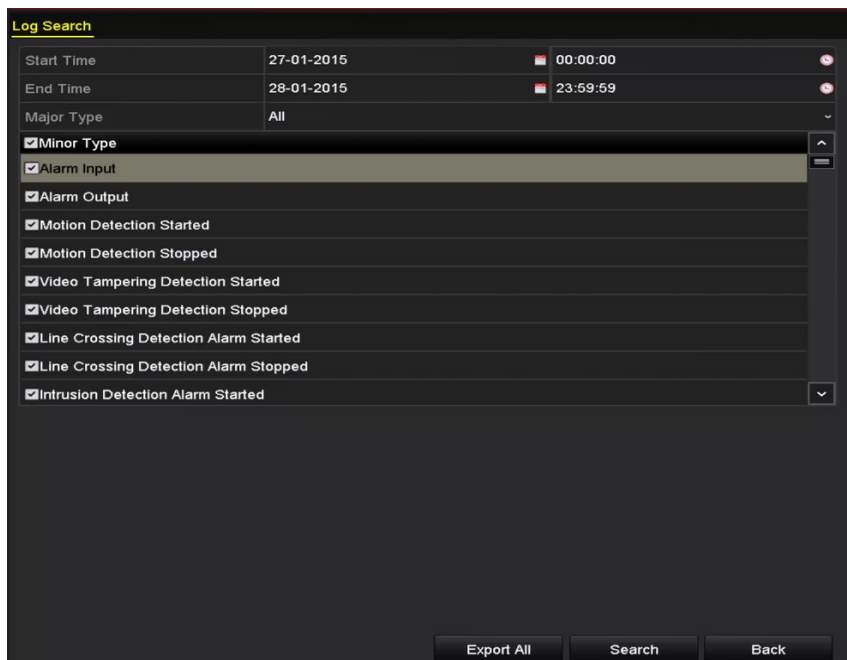 Log Search
Start Time 27-01-2015 00:00:00
End Time 28-01-2015 23:59:59
Major Type All
Minor Type
Alarm Input
Alarm Output
Motion Detection Started
Motion Detection Stopped
Video Tampering Detection Started
Video Tampering Detection Stopped
Line Crossing Detection Alarm Started
Line Crossing Detection Alarm Stopped
Intrusion Detection Alarm Started
Export All Search Back